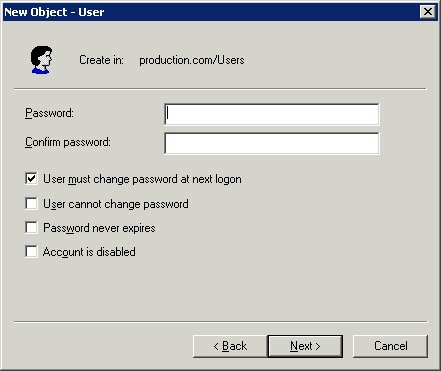 New Object - User
Create in: production.com/Users
Password:
Confirm password:
User must change password at next logon
User cannot change password
Password never expires
Account is disabled
< Back Next > Cancel